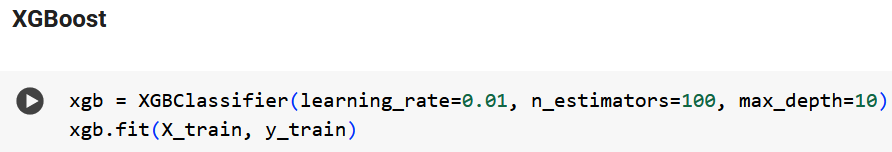 XGBoost
xgb = XGBClassifier(learning_rate=0.01, n_estimators=100, max_depth=10)
xgb.fit(X_train, y_train)